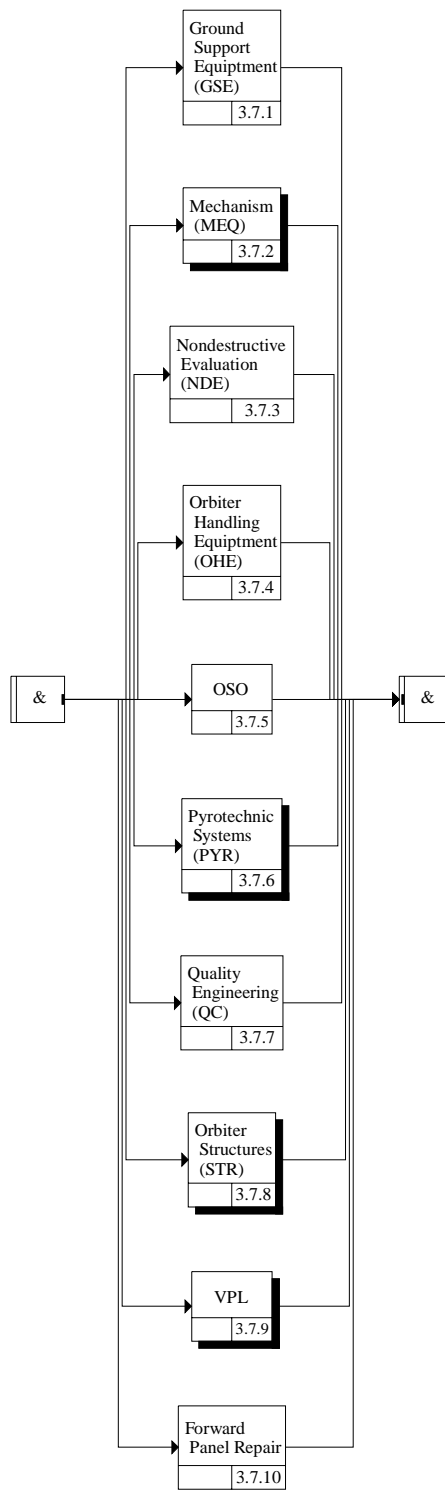 Ground
Support
Equiptment
(GSE)
3.7.1
Mechanism
(MEQ)
3.7.2
Nondestructive
Evaluation
(NDE)
3.7.3
Orbiter
Handling
Equiptment
(OHE)
3.7.4
&
OSO
&
3.7.5
Pyrotechnic
Systems
(PYR)
3.7.6
Quality
Engineering
(QC)
3.7.7
Orbiter
Structures
(STR)
3.7.8
VPL
3.7.9
Forward
Panel Repair
3.7.10